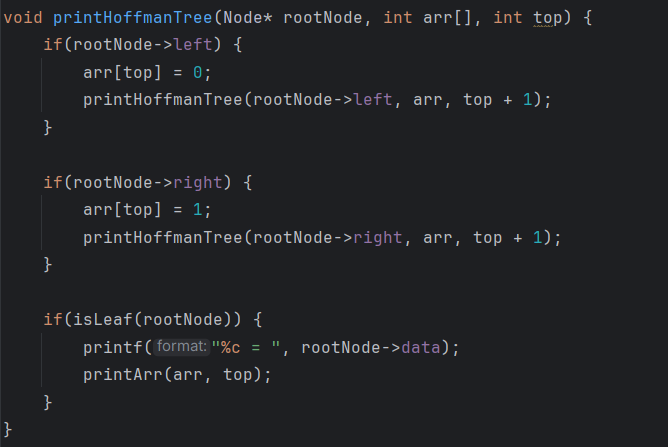 void printHoffmanTree(Node* rootNode, int arr[], int top) {
    if(rootNode->left) {
        arr[top] = 0;
        printHoffmanTree(rootNode->left, arr, top + 1);
    }

    if(rootNode->right) {
        arr[top] = 1;
        printHoffmanTree(rootNode->right, arr, top + 1);
    }

    if(isLeaf(rootNode)) {
        printf(format: "%c = ", rootNode->data);
        printArr(arr, top);
    }
}